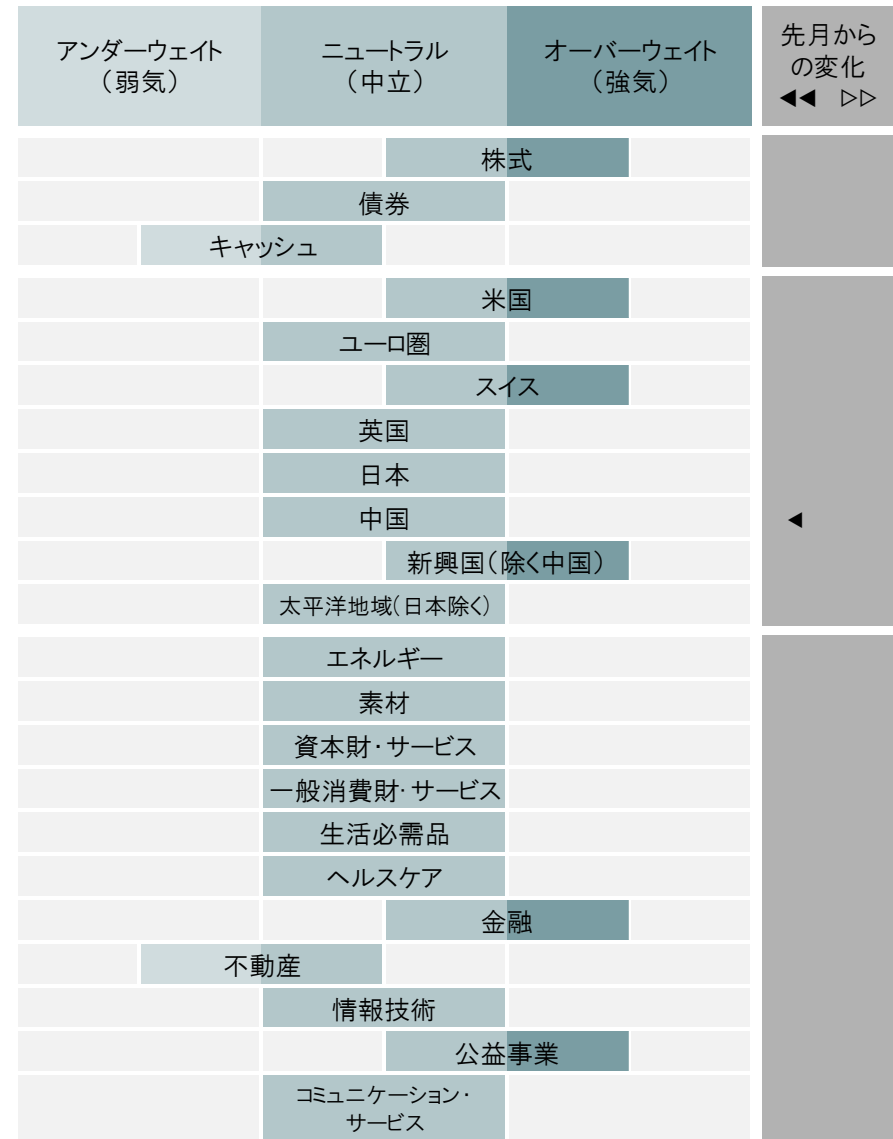 アンダーウェイト
（弱気）
ニュートラル
（中立）
オーバーウェイト
（強気）
先月から
の変化
◀◀ ▷▷
株式
債券
キャッシュ
米国
ユーロ圏
スイス
英国
日本
中国
◀
新興国（除く中国）
太平洋地域（日本除く）
エネルギー
素材
資本財・サービス
一般消費財・サービス
生活必需品
ヘルスケア
金融
不動産
情報技術
公益事業
コミュニケーション・
サービス